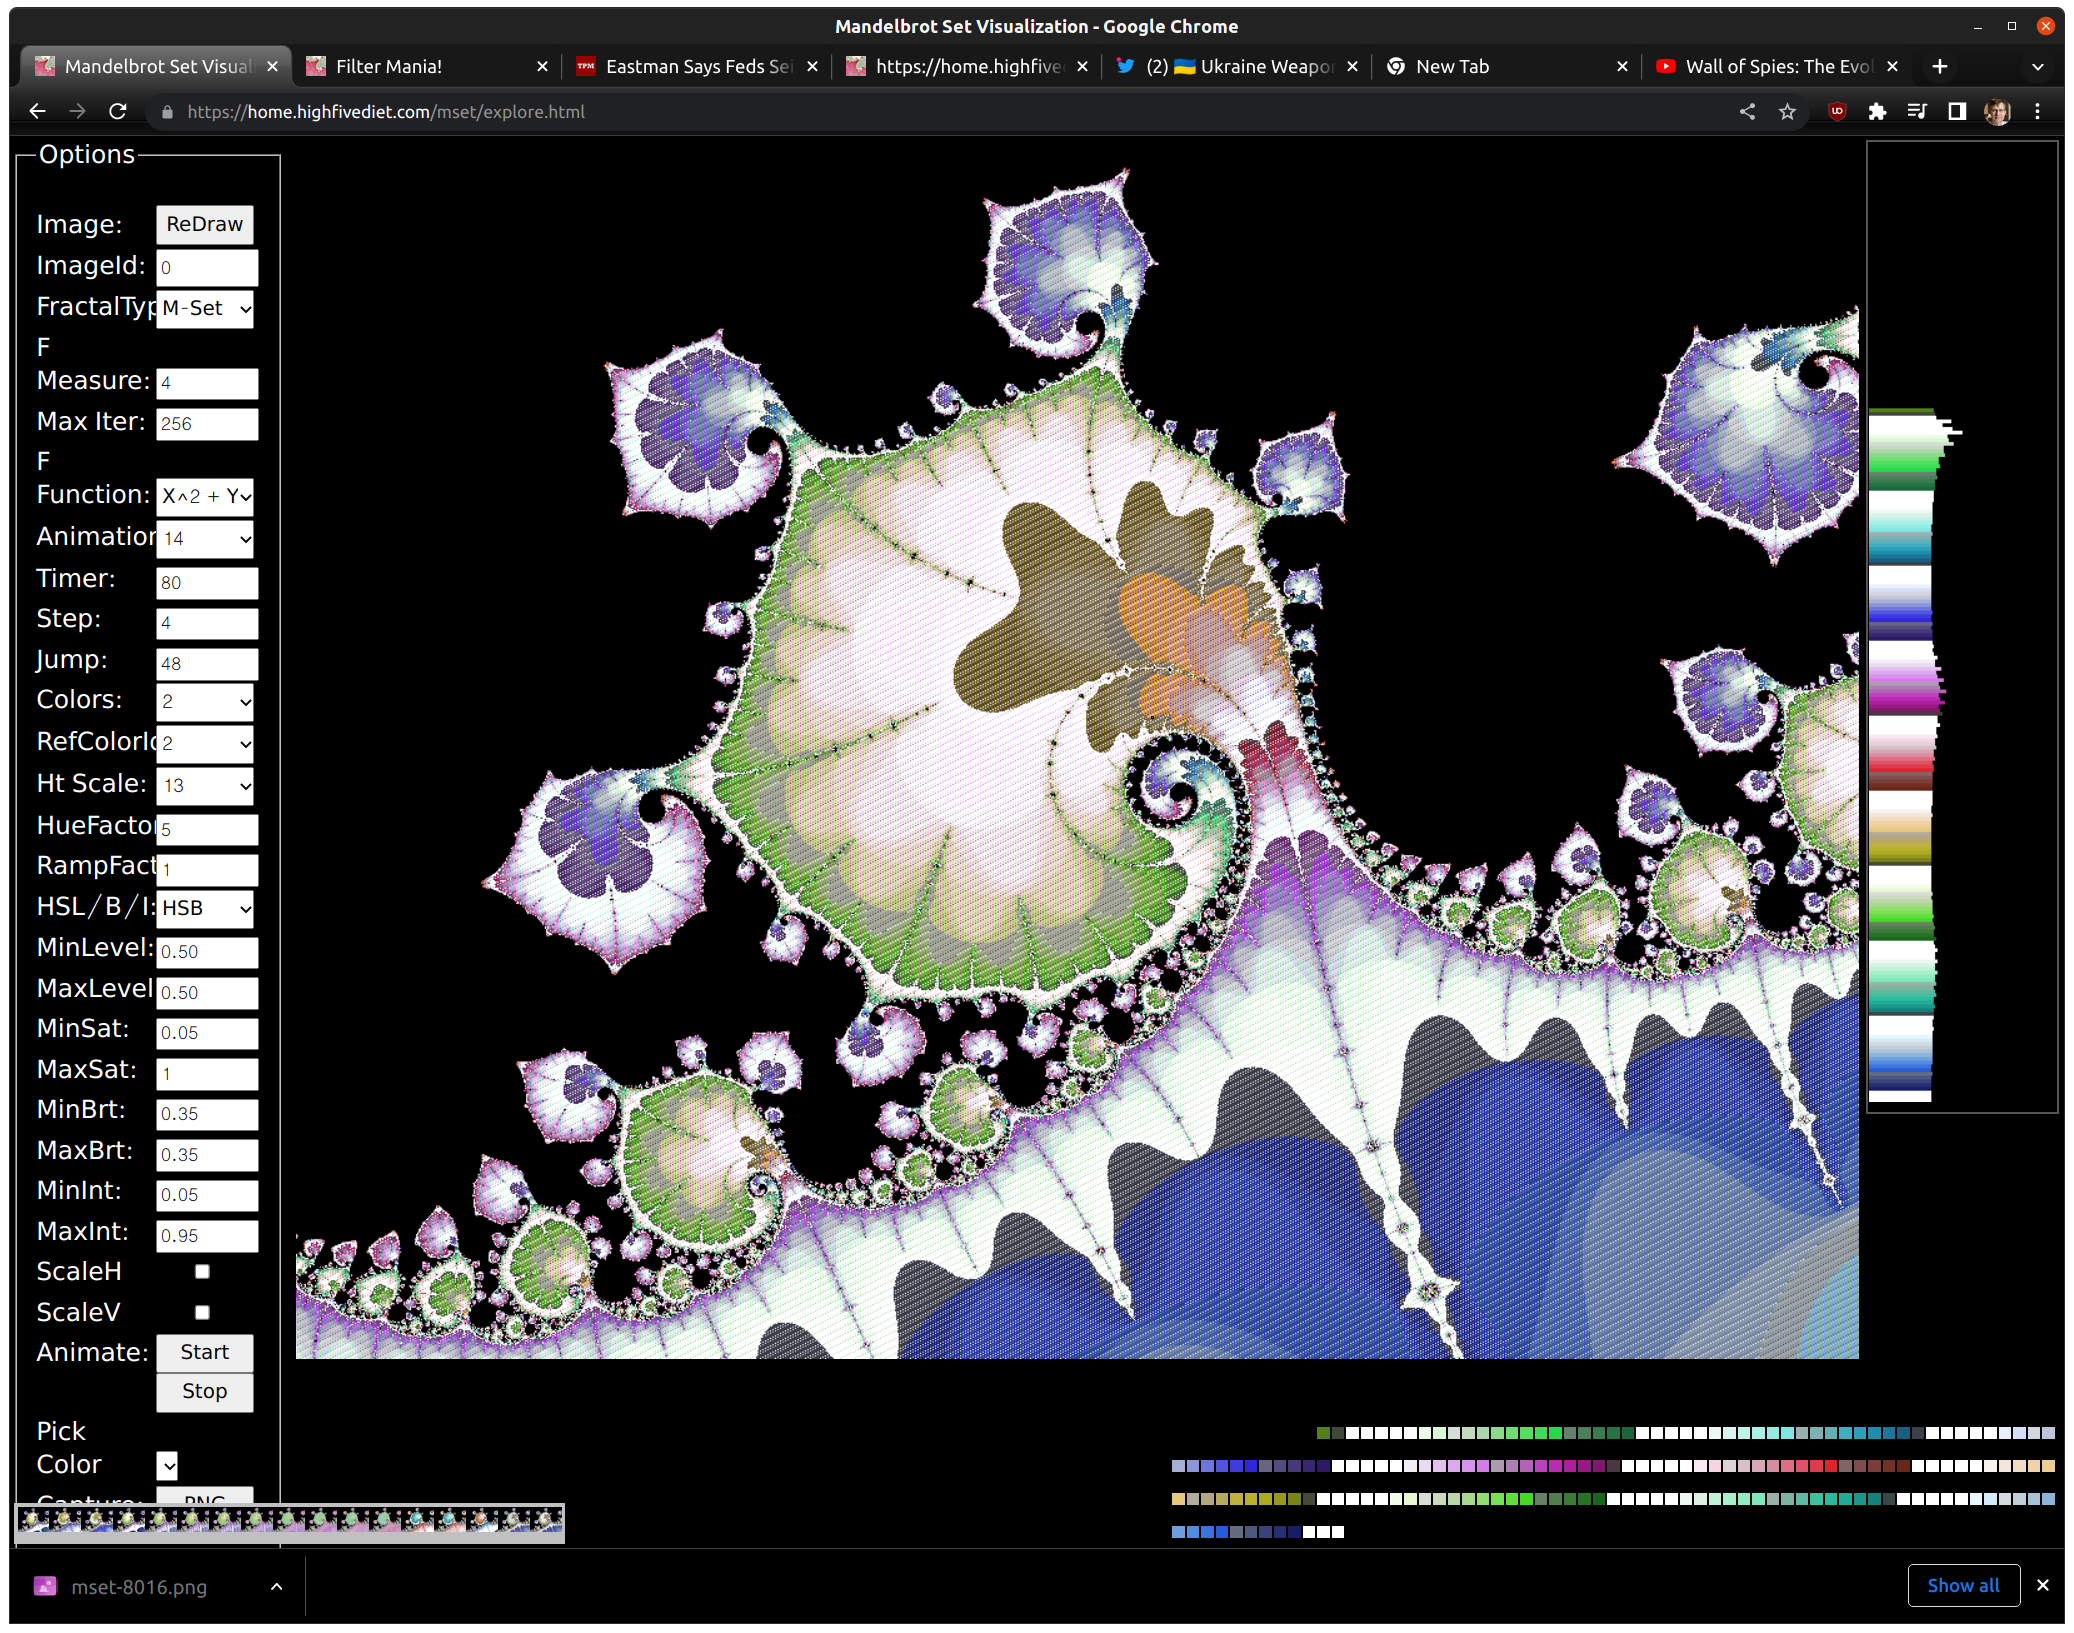 Mandelbrot Set Visualization - Google Chrome
Mandelbrot Set Visual
Filter Mania!
TPM Eastman Says Feds Sei
https://home.highfive
(2) 🇺🇦 Ukraine Weapo
New Tab
Wall of Spies: The Evol
https://home.highfivediet.com/mset/explore.html
Options
Image: ReDraw
ImageId: 0
FractalTyp M-Set
F
Measure: 4
Max Iter: 256
F
Function: X^2 + Y
Animation 14
Timer: 80
Step: 4
Jump: 48
Colors: 2
RefColorId 2
Ht Scale: 13
HueFactor 5
RampFact 1
HSL/B/I: HSB
MinLevel: 0.50
MaxLevel 0.50
MinSat: 0.05
MaxSat: 1
MinBrt: 0.35
MaxBrt: 0.35
MinInt: 0.05
MaxInt: 0.95
ScaleH
ScaleV
Animate: Start
Stop
Pick
Color
Capture: PNG
mset-8016.png
Show all